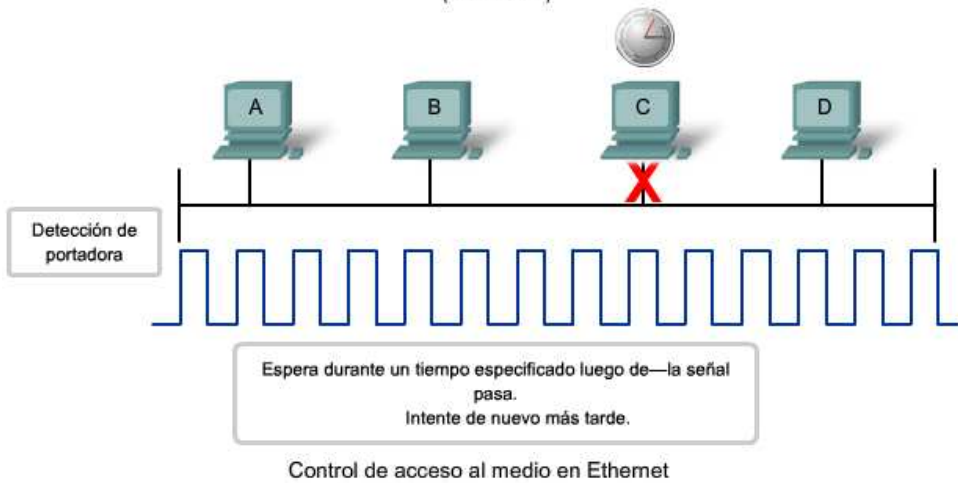 A
B
C
D
X
Detección de
portadora
Espera durante un tiempo especificado luego de—la señal
pasa.
Intente de nuevo más tarde.
Control de acceso al medio en Ethernet